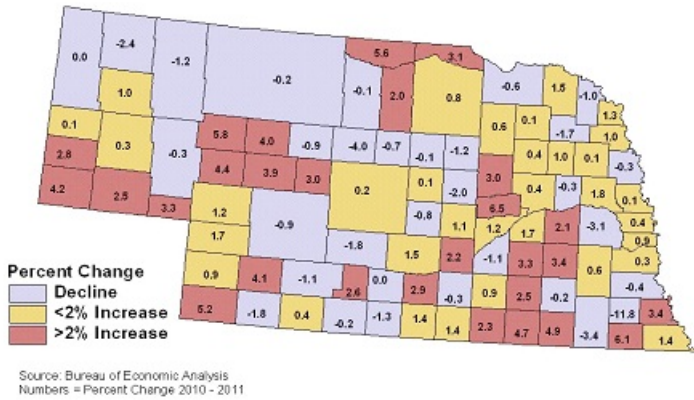 5.6 3.1
0.0 -2.4 -1.2 -0.2 -0.1 2.0 0.8 -0.6 1.5 -1.0
1.0 1.3
0.1 0.3 -0.3 5.8 4.0 -0.9 -4.0 -0.7 -0.1 -1.2 0.6 0.1 -1.7 1.0
2.8 4.4 3.9 3.0 0.2 0.1 -2.0 3.0 0.4 1.0 0.1 -0.3
4.2 2.5 3.3 6.5 0.4 -0.3 1.8 0.1
1.2 -0.9 -0.8 1.1 1.2 1.7 2.1 -3.1 0.4
1.7 -1.8 1.5 2.2 -1.1 3.3 3.4 0.9
0.9 4.1 -1.1 2.6 0.0 2.9 -0.3 0.9 2.5 -0.2 0.6 0.3
-0.4
5.2 -1.8 0.4 -0.2 -1.3 1.4 1.4 2.3 4.7 4.9 -3.4 -11.8 3.4
6.1 1.4
Percent Change
Decline
<2% Increase
>2% Increase
Source: Bureau of Economic Analysis
Numbers = Percent Change 2010 - 2011